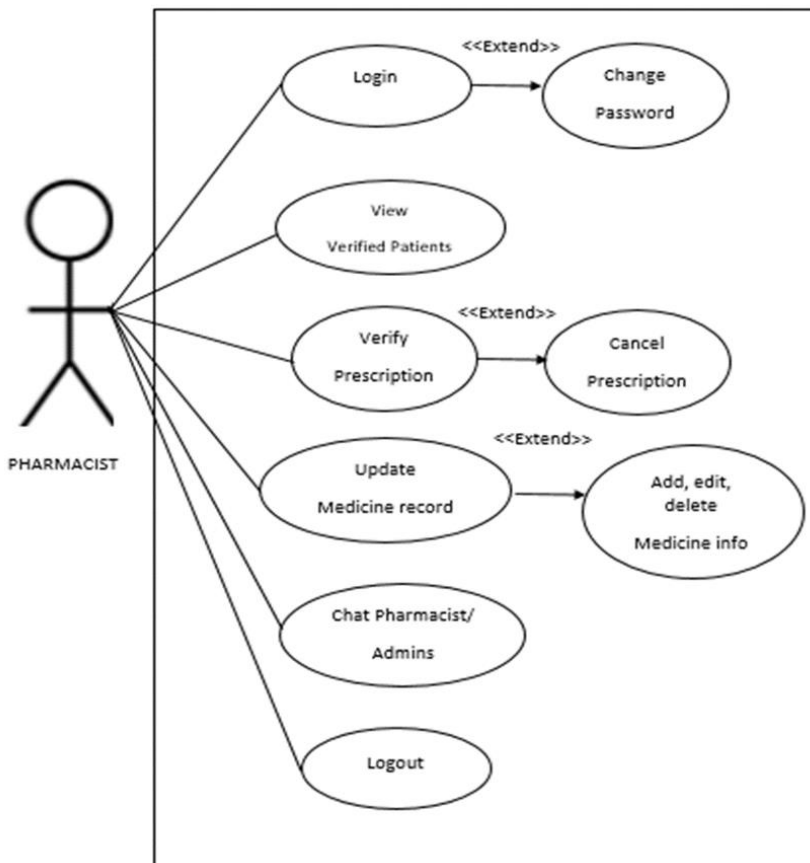 <<Extend>>
Login
Change
Password
View
Verified Patients
<<Extend>>
Verify
Prescription
Cancel
Prescription
PHARMACIST
<<Extend>>
Update
Medicine record
Add, edit,
delete
Medicine info
Chat Pharmacist/
Admins
Logout